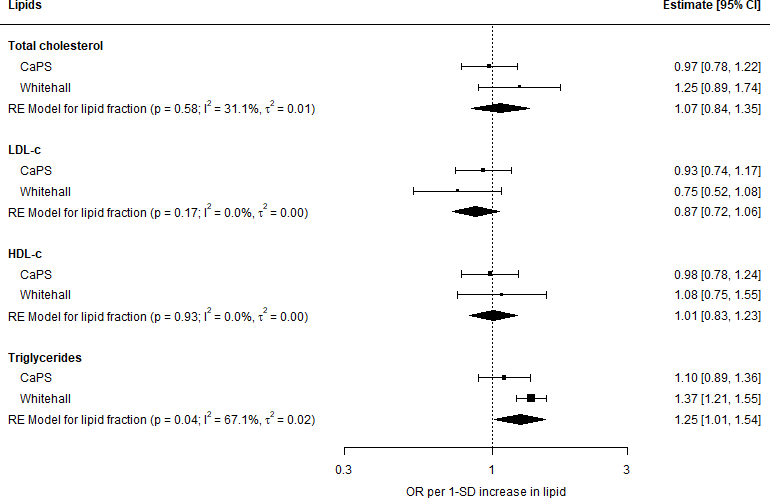 Lipids Estimate [95% CI]
Total cholesterol
CaPS 0.97 [0.78, 1.22]
Whitehall 1.25 [0.89, 1.74]
RE Model for lipid fraction (p = 0.58; I² = 31.1%, τ² = 0.01) 1.07 [0.84, 1.35]
LDL-c
CaPS 0.93 [0.74, 1.17]
Whitehall 0.75 [0.52, 1.08]
RE Model for lipid fraction (p = 0.17; I² = 0.0%, τ² = 0.00) 0.87 [0.72, 1.06]
HDL-c
CaPS 0.98 [0.78, 1.24]
Whitehall 1.08 [0.75, 1.55]
RE Model for lipid fraction (p = 0.93; I² = 0.0%, τ² = 0.00) 1.01 [0.83, 1.23]
Triglycerides
CaPS 1.10 [0.89, 1.36]
Whitehall 1.37 [1.21, 1.55]
RE Model for lipid fraction (p = 0.04; I² = 67.1%, τ² = 0.02) 1.25 [1.01, 1.54]
0.3 1 3
OR per 1-SD increase in lipid